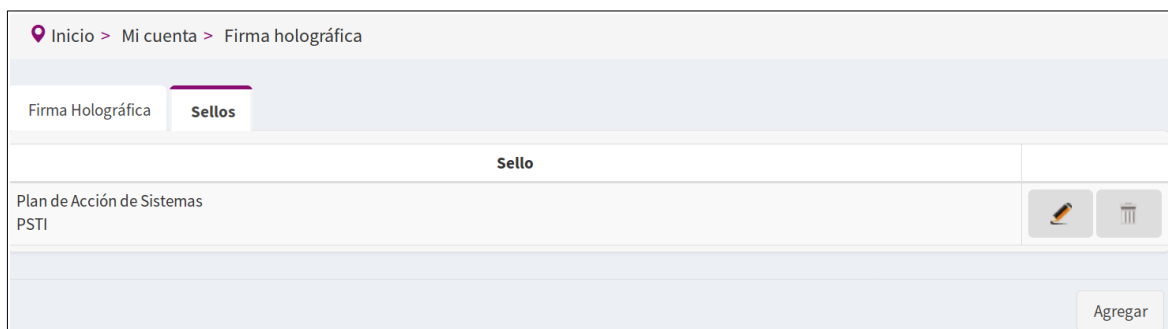 Inicio > Mi cuenta > Firma holográfica
Firma Holográfica Sellos
Sello
Plan de Acción de Sistemas
PSTI
Agregar